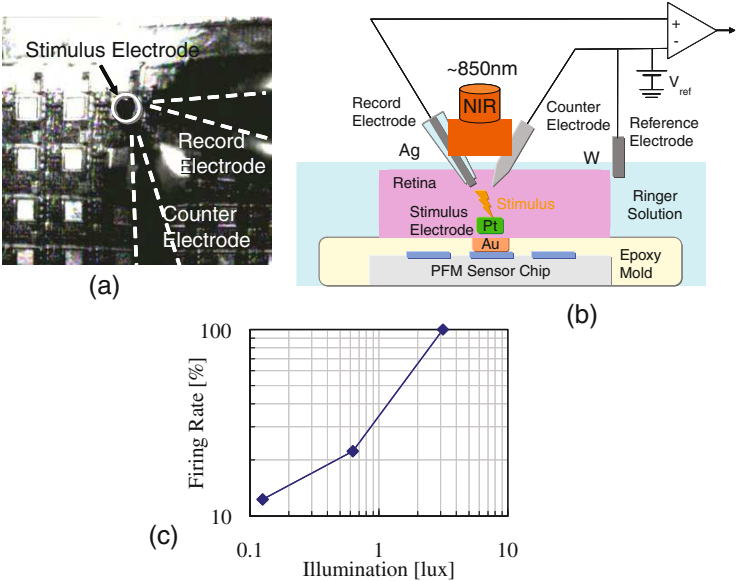 Stimulus Electrode
Record
Electrode
Counter
Electrode
(a)
~850nm
NIR
Record
Electrode
Counter
Electrode
+
−
V ref
Reference
Electrode
Ag
W
Retina
Stimulus
Stimulus
Electrode
Pt
Au
Ringer
Solution
PFM Sensor Chip
Epoxy
Mold
(b)
Firing Rate [%]
100
10
0.1
1
10
Illumination [lux]
(c)